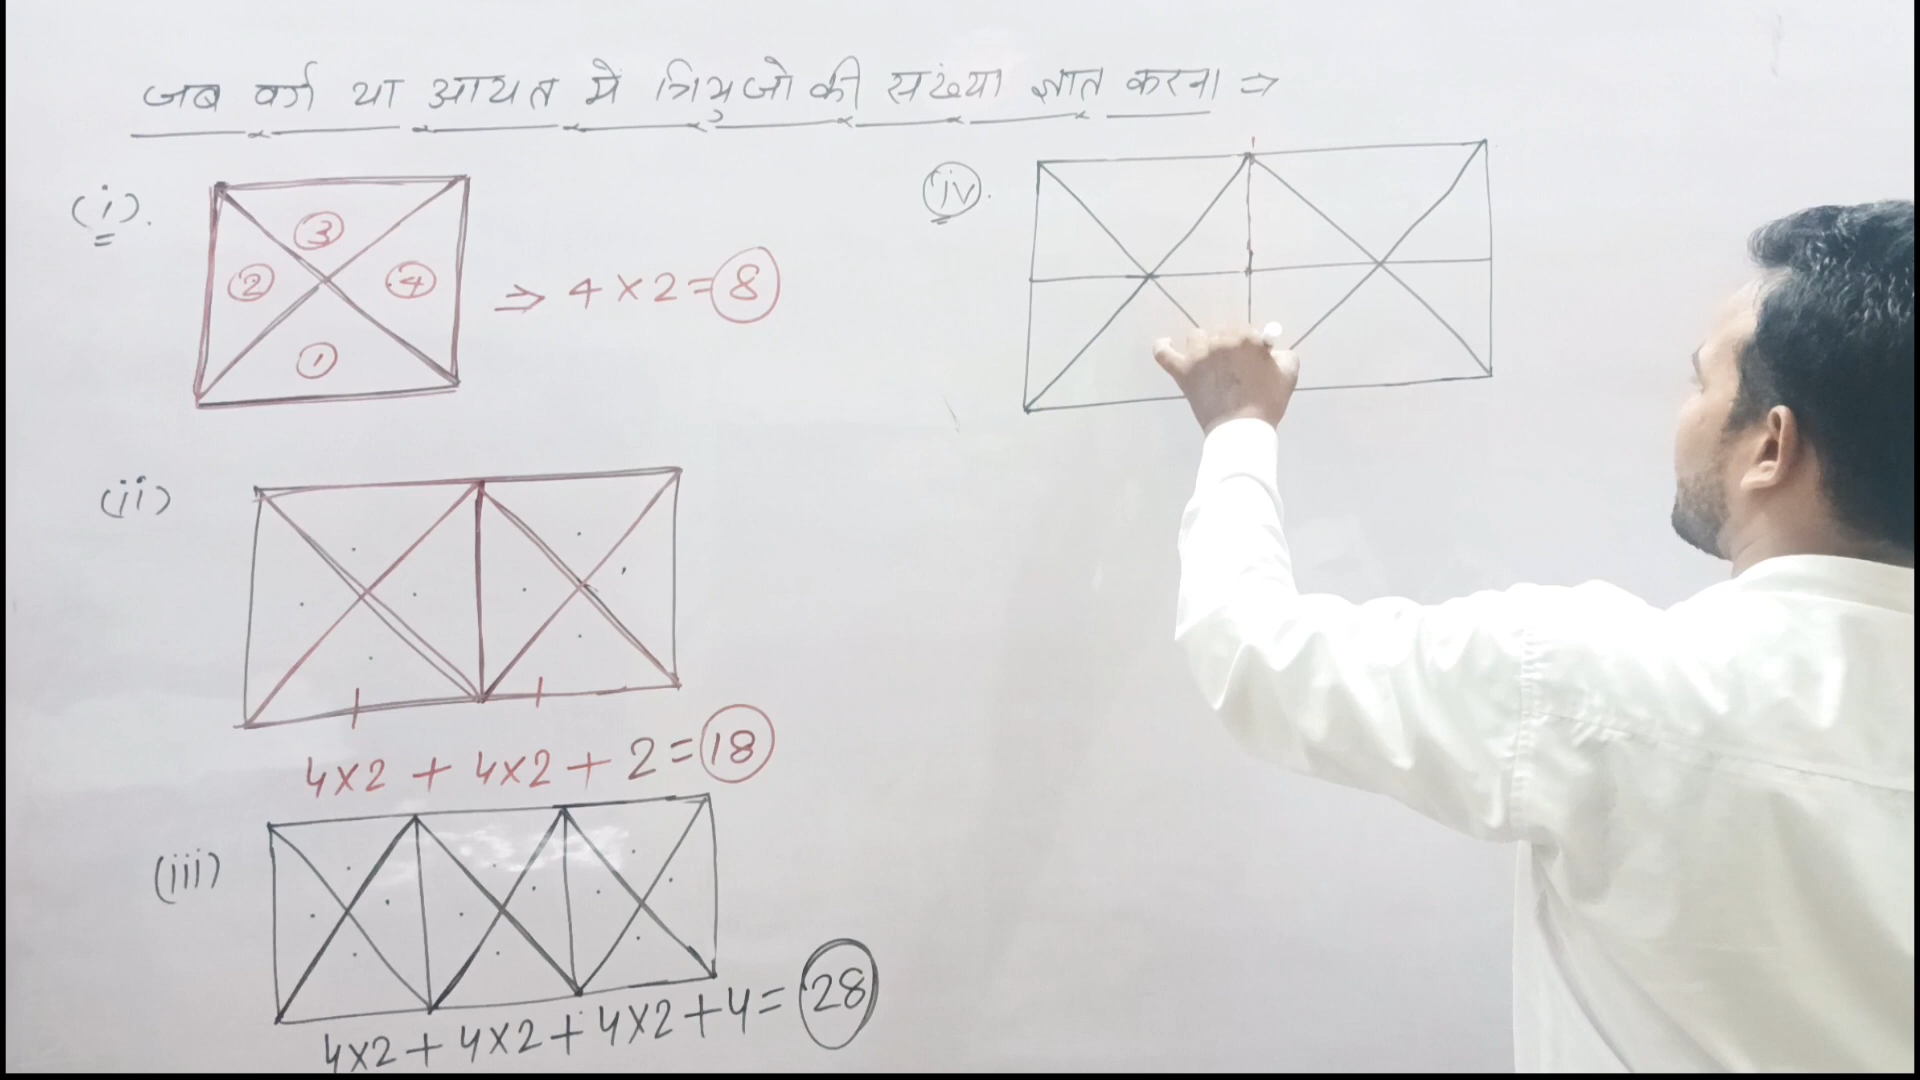 जब वर्ग या आयत में त्रिभुजो की संख्या ज्ञात करना ⇒
(i).
③
② ④
①
⇒ 4 × 2 = 8
(ii)
4×2 + 4×2 + 2 = 18
(iii)
4×2 + 4×2 + 4×2 + 4 = 28
(iv).